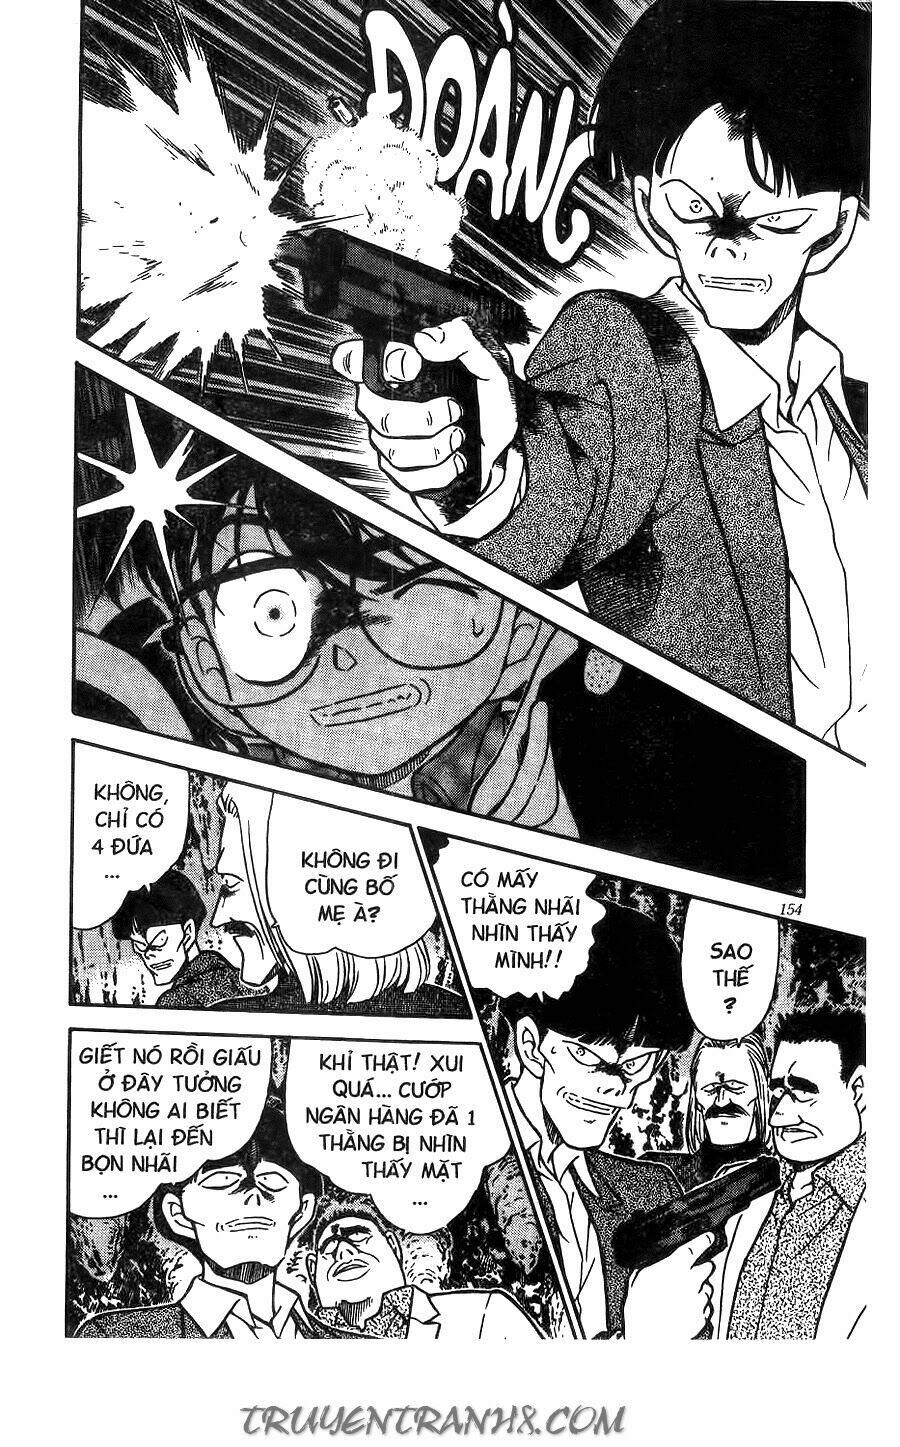 ĐOÀNG
154
SAO
THẾ
?
CÓ MẤY
THẰNG NHÃI
NHÌN THẤY
MÌNH!!
KHÔNG ĐI
CÙNG BỐ
MẸ À?
KHÔNG,
CHỈ CÓ
4 ĐỨA
...
KHỈ THẬT! XUI
QUÁ... CƯỚP
NGÂN HÀNG ĐÃ 1
THẰNG BỊ NHÌN
THẤY MẶT
...
GIẾT NÓ RỒI GIẤU
Ở ĐÂY TƯỞNG
KHÔNG AI BIẾT
THÌ LẠI ĐẾN
BỌN NHÃI
...
TRUYENTRANH8.COM